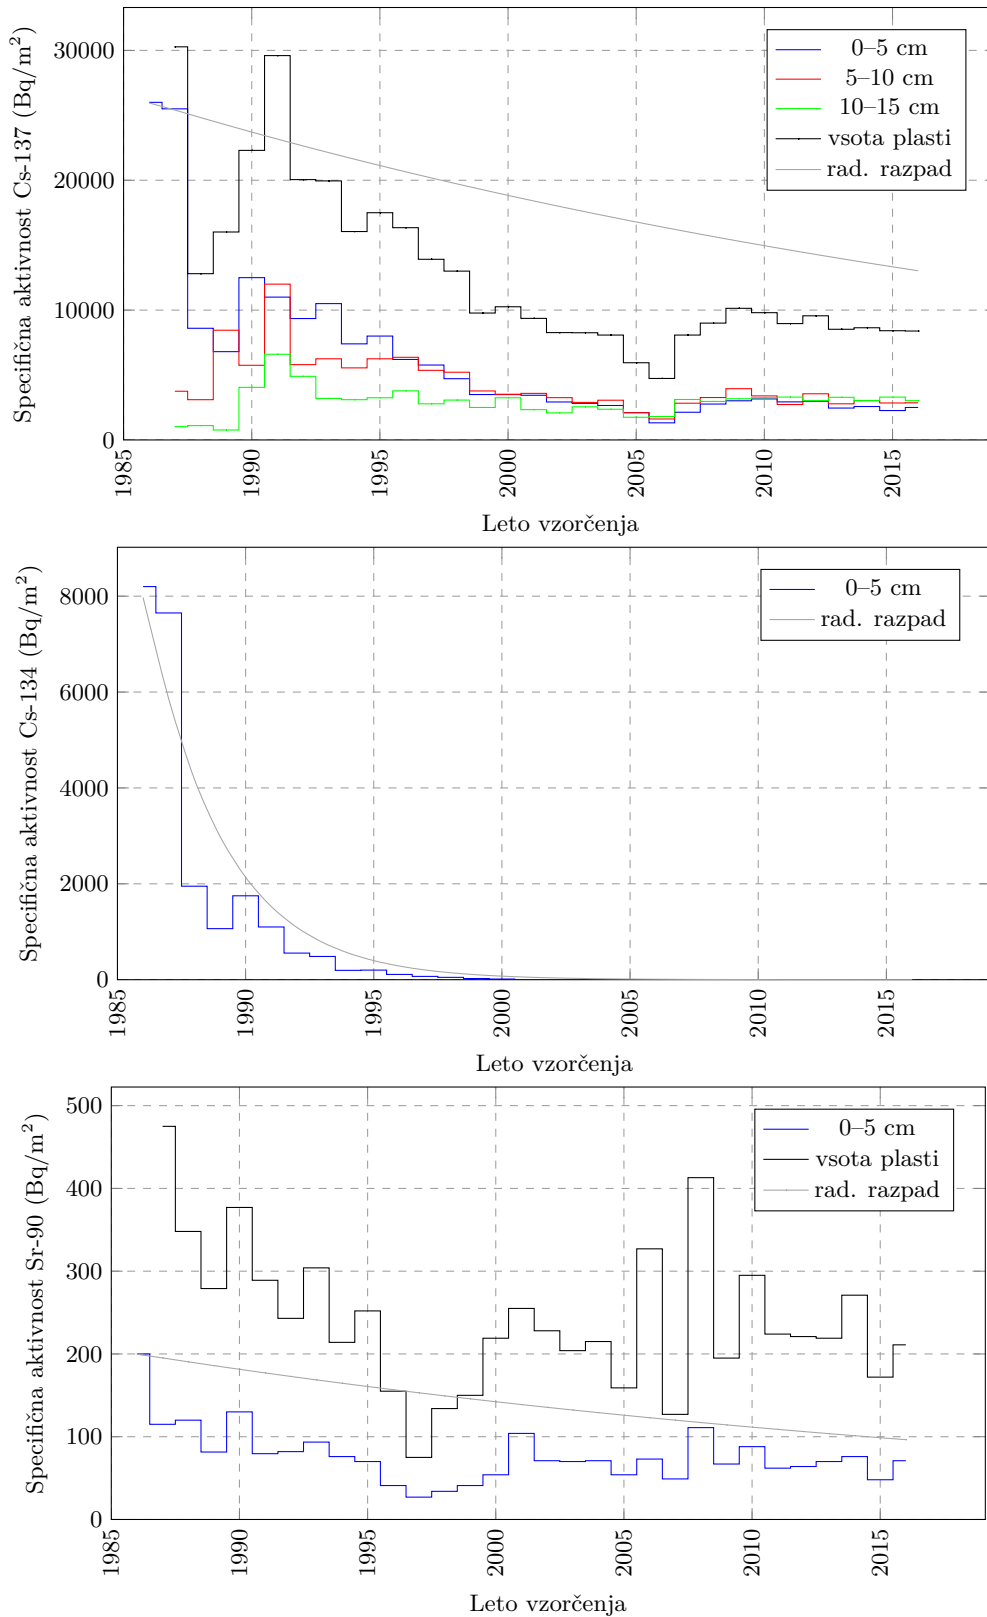 Specifična aktivnost Cs-137 (Bq/m²)
30000
20000
10000
0
1985
1990
1995
2000
2005
2010
2015
Leto vzorčenja
0–5 cm
5–10 cm
10–15 cm
vsota plasti
rad. razpad
Specifična aktivnost Cs-134 (Bq/m²)
8000
6000
4000
2000
0
1985
1990
1995
2000
2005
2010
2015
Leto vzorčenja
0–5 cm
rad. razpad
Specifična aktivnost Sr-90 (Bq/m²)
500
400
300
200
100
0
1985
1990
1995
2000
2005
2010
2015
Leto vzorčenja
0–5 cm
vsota plasti
rad. razpad